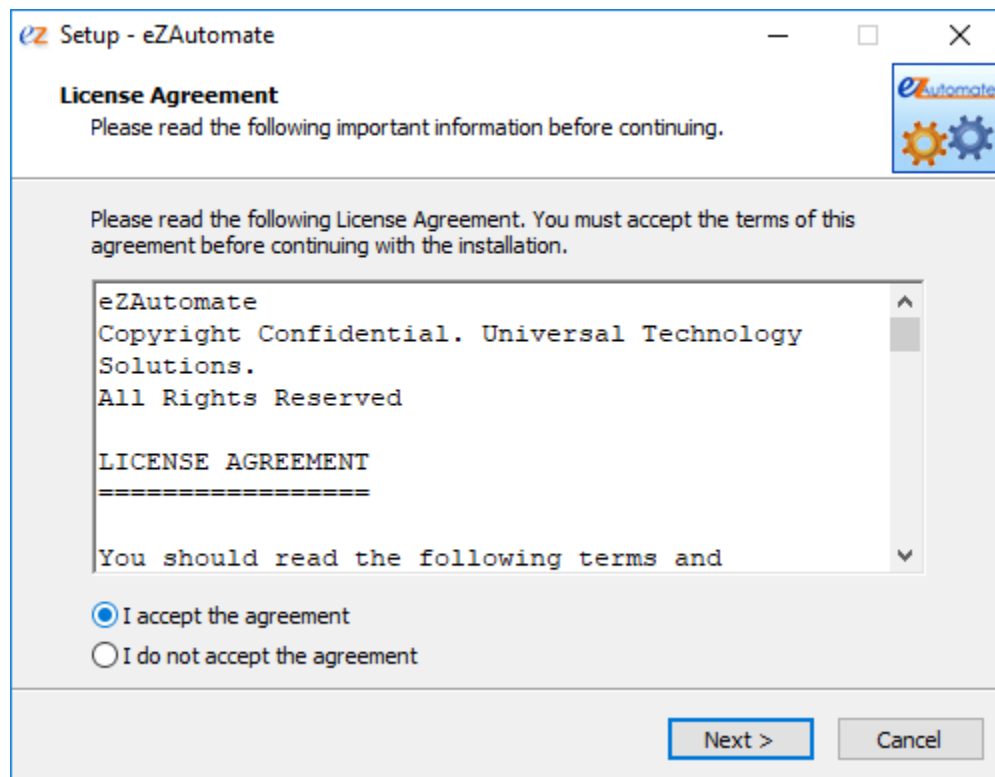 eZ Setup - eZAutomate
License Agreement
Please read the following important information before continuing.
eZAutomate
Please read the following License Agreement. You must accept the terms of this
agreement before continuing with the installation.
eZAutomate
Copyright Confidential. Universal Technology
Solutions.
All Rights Reserved
LICENSE AGREEMENT
=================
You should read the following terms and
I accept the agreement
I do not accept the agreement
Next >
Cancel